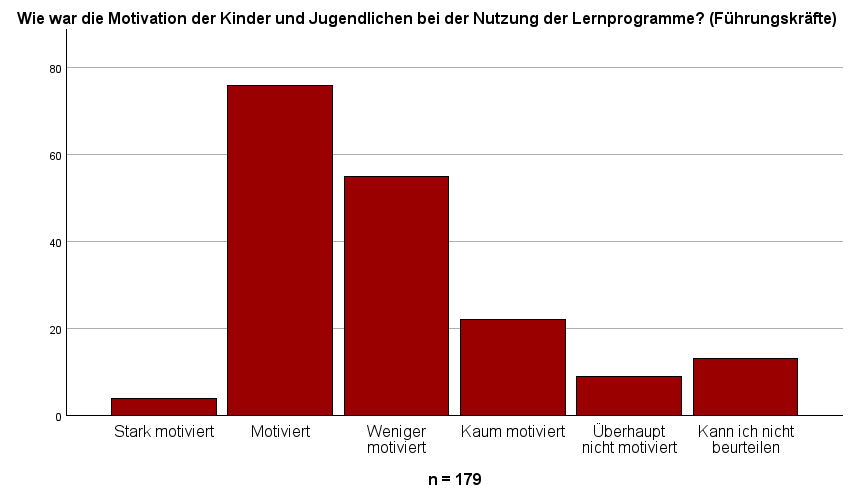 Wie war die Motivation der Kinder und Jugendlichen bei der Nutzung der Lernprogramme? (Führungskräfte)
80
60
40
20
0
Stark motiviert
Motiviert
Weniger
motiviert
Kaum motiviert
Überhaupt
nicht motiviert
Kann ich nicht
beurteilen
n = 179